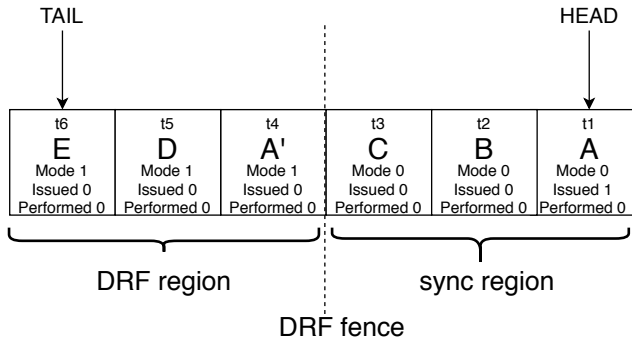 TAIL
HEAD
t6
E
Mode 1
Issued 0
Performed 0
t5
D
Mode 1
Issued 0
Performed 0
t4
A'
Mode 1
Issued 0
Performed 0
t3
C
Mode 0
Issued 0
Performed 0
t2
B
Mode 0
Issued 0
Performed 0
t1
A
Mode 0
Issued 1
Performed 0
DRF region
sync region
DRF fence